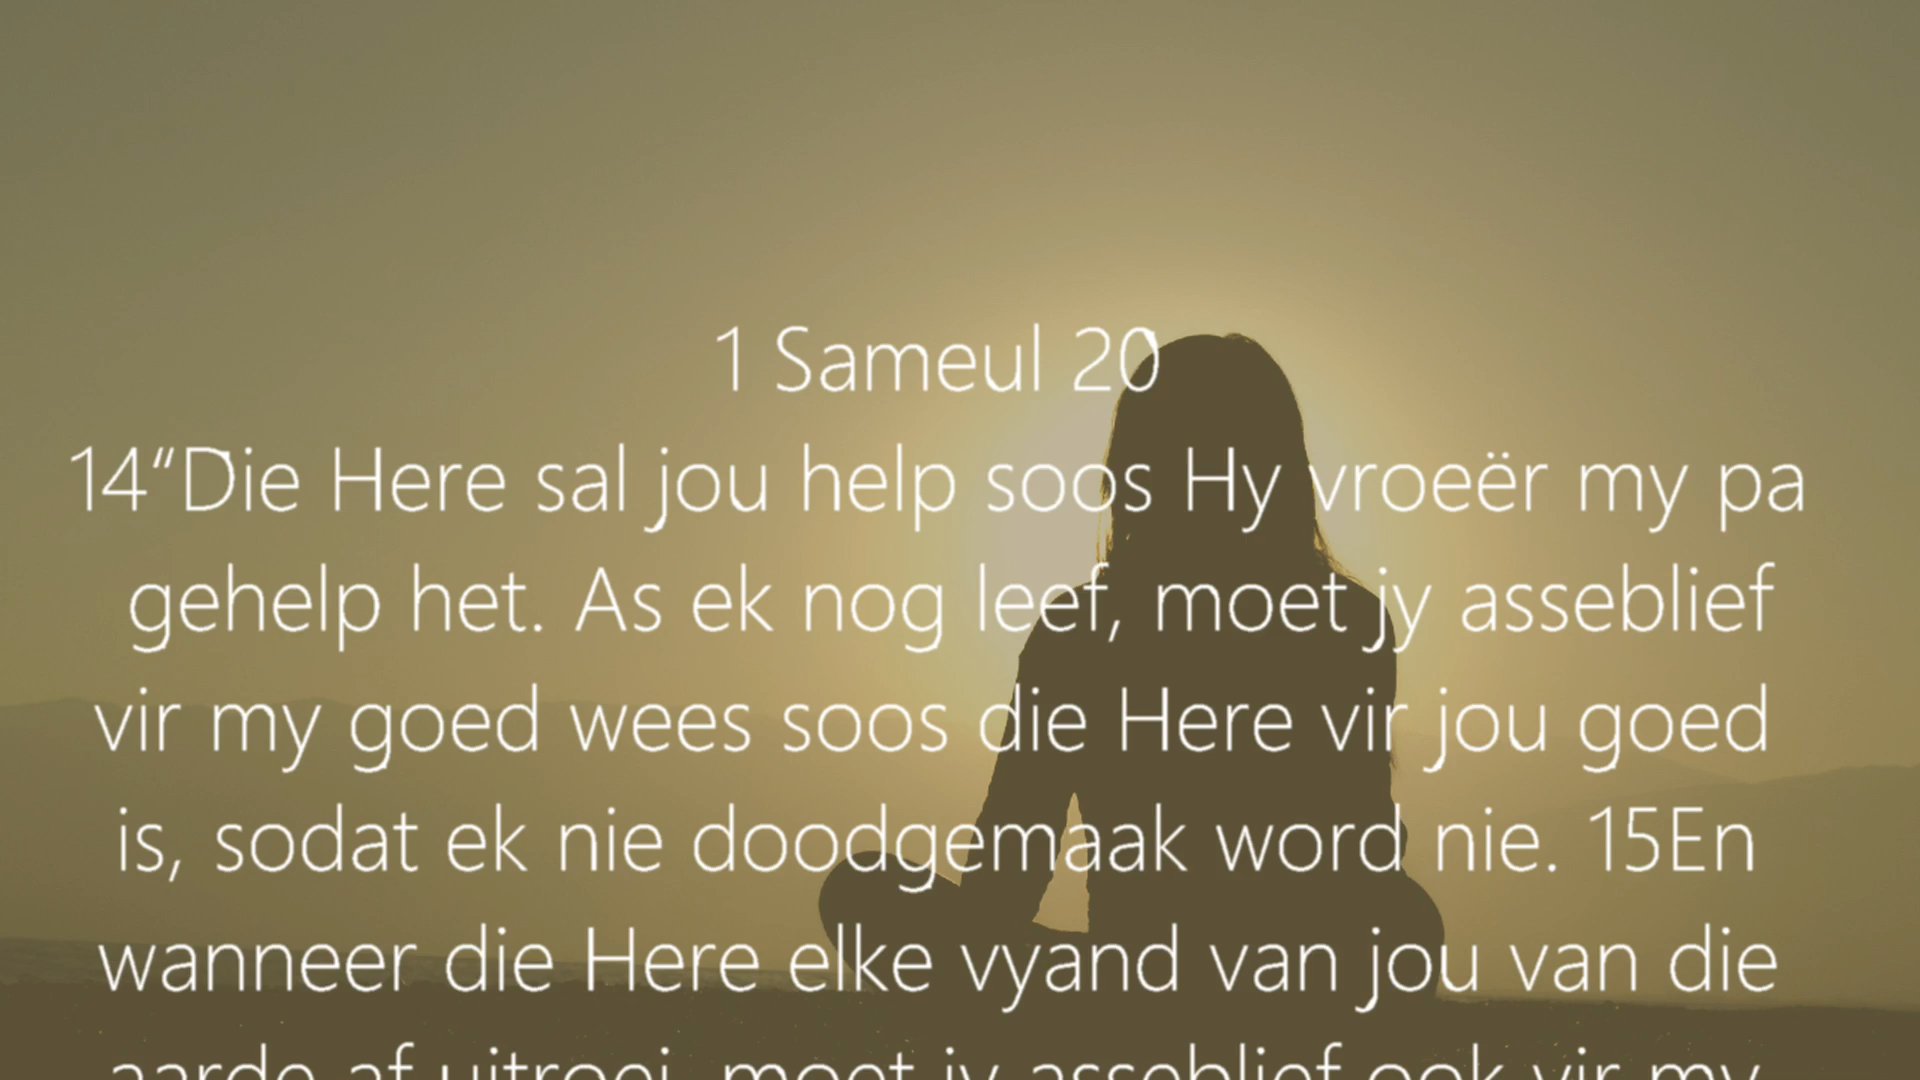 1 Sameul 20
14“Die Here sal jou help soos Hy vroeër my pa
gehelp het. As ek nog leef, moet jy asseblief
vir my goed wees soos die Here vir jou goed
is, sodat ek nie doodgemaak word nie. 15En
wanneer die Here elke vyand van jou van die
aarde af uitroei, moet jy asseblief ook vir my